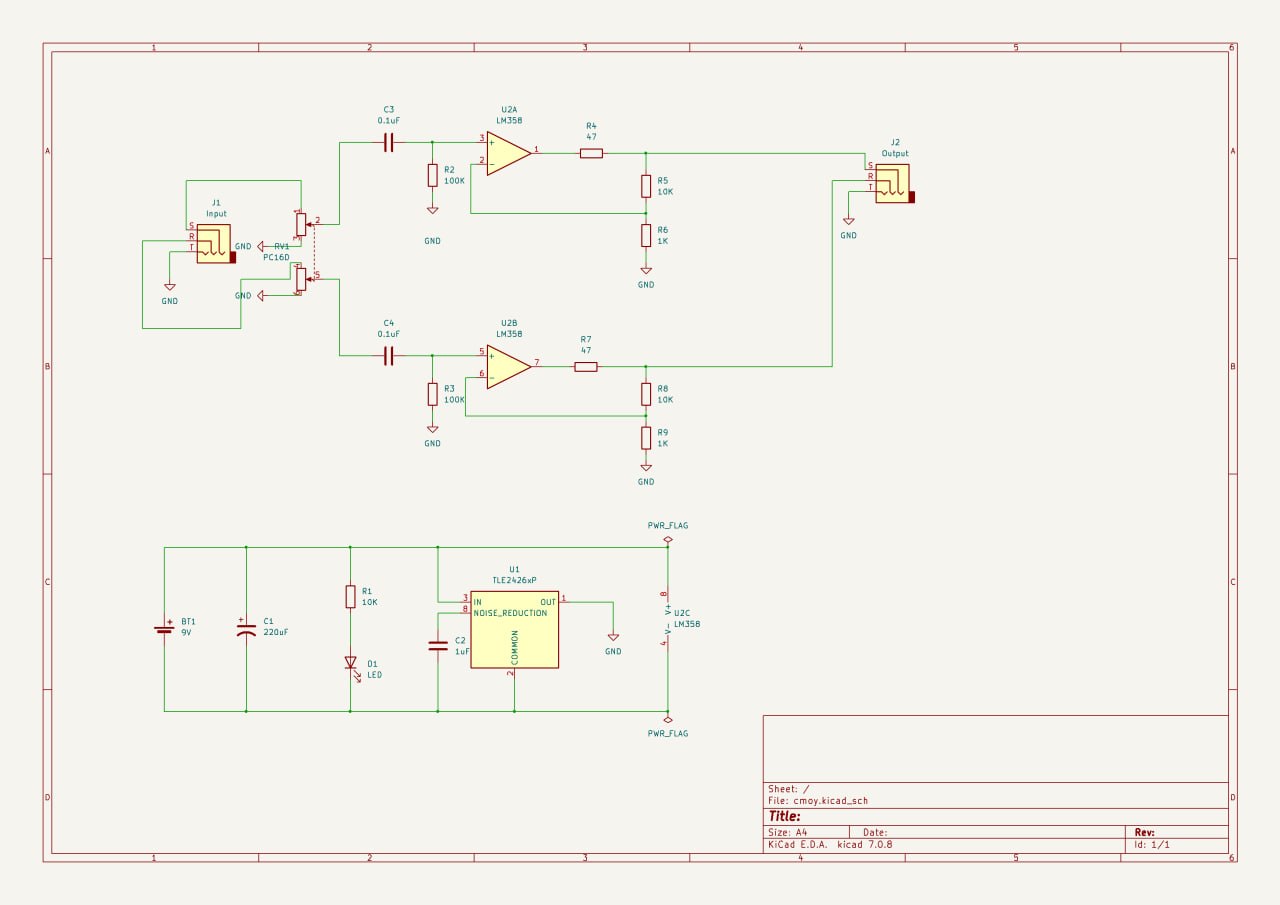 1 2 3 4 5 6
A
B
C
D
C3
0.1uF
U2A
LM358
3
+
2
-
1
R2
100K
GND
R4
47
R5
10K
R6
1K
GND
J2
Output
S
R
T
GND
J1
Input
S
R
T
GND
1
2
3
GND
RV1
PC16D
4
5
6
GND
C4
0.1uF
U2B
LM358
5
+
6
-
7
R3
100K
GND
R7
47
R8
10K
R9
1K
GND
PWR_FLAG
BT1
9V
+
C1
220uF
+
R1
10K
D1
LED
C2
1uF
U1
TLE2426xP
3
IN
8
NOISE_REDUCTION
OUT
1
COMMON
2
GND
8
V+
U2C
LM358
V-
4
PWR_FLAG
Sheet: /
File: cmoy.kicad_sch
Title:
Size: A4 Date: Rev:
KiCad E.D.A. kicad 7.0.8 Id: 1/1
A
B
C
D
1 2 3 4 5 6